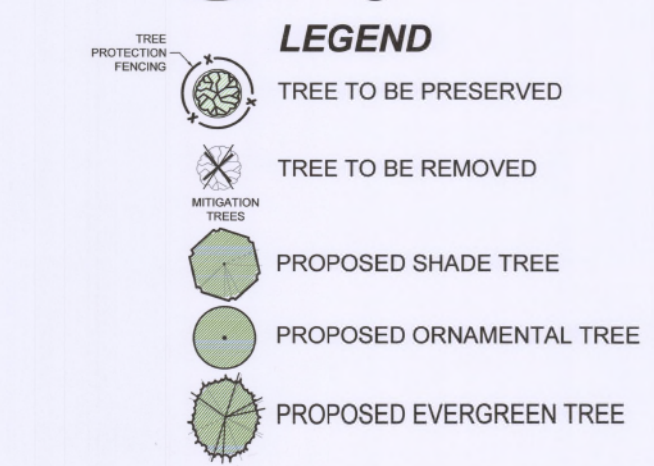 LEGEND
TREE
PROTECTION
FENCING
TREE TO BE PRESERVED
TREE TO BE REMOVED
MITIGATION
TREES
PROPOSED SHADE TREE
PROPOSED ORNAMENTAL TREE
PROPOSED EVERGREEN TREE